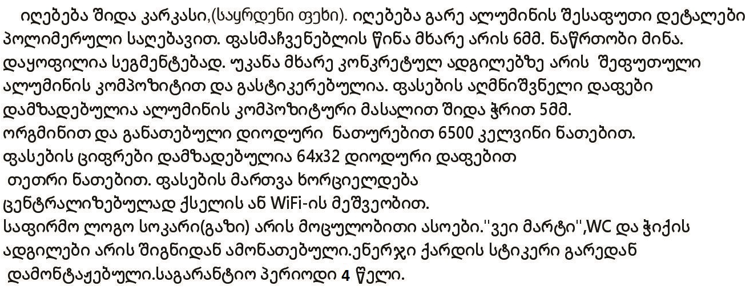 იღებება შიდა კარკასი,(საყრდენი ფეხი). იღებება გარე ალუმინის შესაფუთი დეტალები
პოლიმერული საღებავით. ფასმაჩვენებლის წინა მხარე არის 6მმ. ნაწრთობი მინა.
დაყოფილია სეგმენტებად. უკანა მხარე კონკრეტულ ადგილებზე არის შეფუთული
ალუმინის კომპოზიტით და გასტიკერებულია. ფასების აღმნიშვნელი დაფები
დამზადებულია ალუმინის კომპოზიტური მასალით შიდა ჭრით 5მმ.
ორგმინით და განათებული დიოდური ნათურებით 6500 კელვინი ნათებით.
ფასების ციფრები დამზადებულია 64x32 დიოდური დაფებით
თეთრი ნათებით. ფასების მართვა ხორციელდება
ცენტრალიზებულად ქსელის ან WiFi-ის მეშვეობით.
საფირმო ლოგო სოკარი(გაზი) არის მოცულობითი ასოები."ვეი მარტი",WC და ჭიქის
ადგილები არის შიგნიდან ამონათებული.ენერჯი ქარდის სტიკერი გარედან
დამონტაჟებული.საგარანტიო პერიოდი 4 წელი.